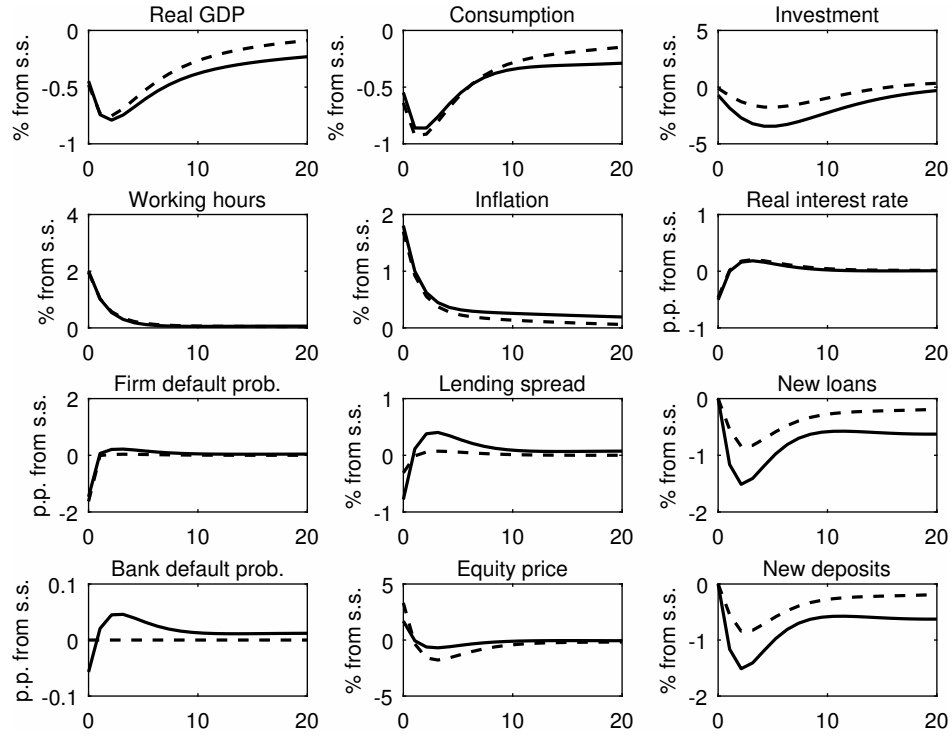 Real GDP
% from s.s.
0
-0.5
-1
0 10 20
Consumption
% from s.s.
0
-0.5
-1
0 10 20
Investment
% from s.s.
5
0
-5
0 10 20
Working hours
% from s.s.
4
2
0
0 10 20
Inflation
% from s.s.
2
1
0
0 10 20
Real interest rate
p.p. from s.s.
1
0
-1
0 10 20
Firm default prob.
p.p. from s.s.
2
0
-2
0 10 20
Lending spread
% from s.s.
1
0
-1
0 10 20
New loans
% from s.s.
0
-1
-2
0 10 20
Bank default prob.
p.p. from s.s.
0.1
0
-0.1
0 10 20
Equity price
% from s.s.
5
0
-5
0 10 20
New deposits
% from s.s.
0
-1
-2
0 10 20